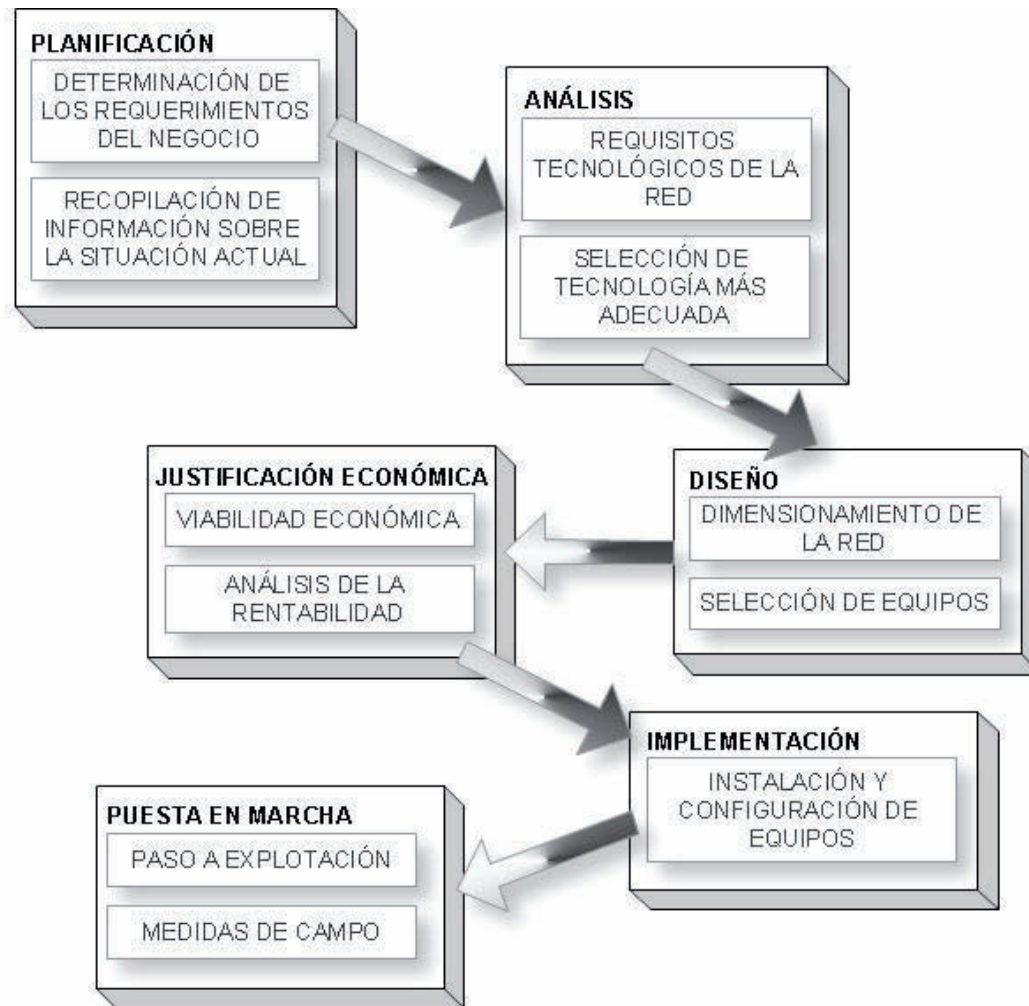 PLANIFICACIÓN
DETERMINACIÓN DE
LOS REQUERIMIENTOS
DEL NEGOCIO
RECOPILACIÓN DE
INFORMACIÓN SOBRE
LA SITUACIÓN ACTUAL
ANÁLISIS
REQUISITOS
TECNOLÓGICOS DE LA
RED
SELECCIÓN DE
TECNOLOGÍA MÁS
ADECUADA
DISEÑO
DIMENSIONAMIENTO DE
LA RED
SELECCIÓN DE EQUIPOS
JUSTIFICACIÓN ECONÓMICA
VIABILIDAD ECONÓMICA
ANÁLISIS DE LA
RENTABILIDAD
IMPLEMENTACIÓN
INSTALACIÓN Y
CONFIGURACIÓN DE
EQUIPOS
PUESTA EN MARCHA
PASO A EXPLOTACIÓN
MEDIDAS DE CAMPO